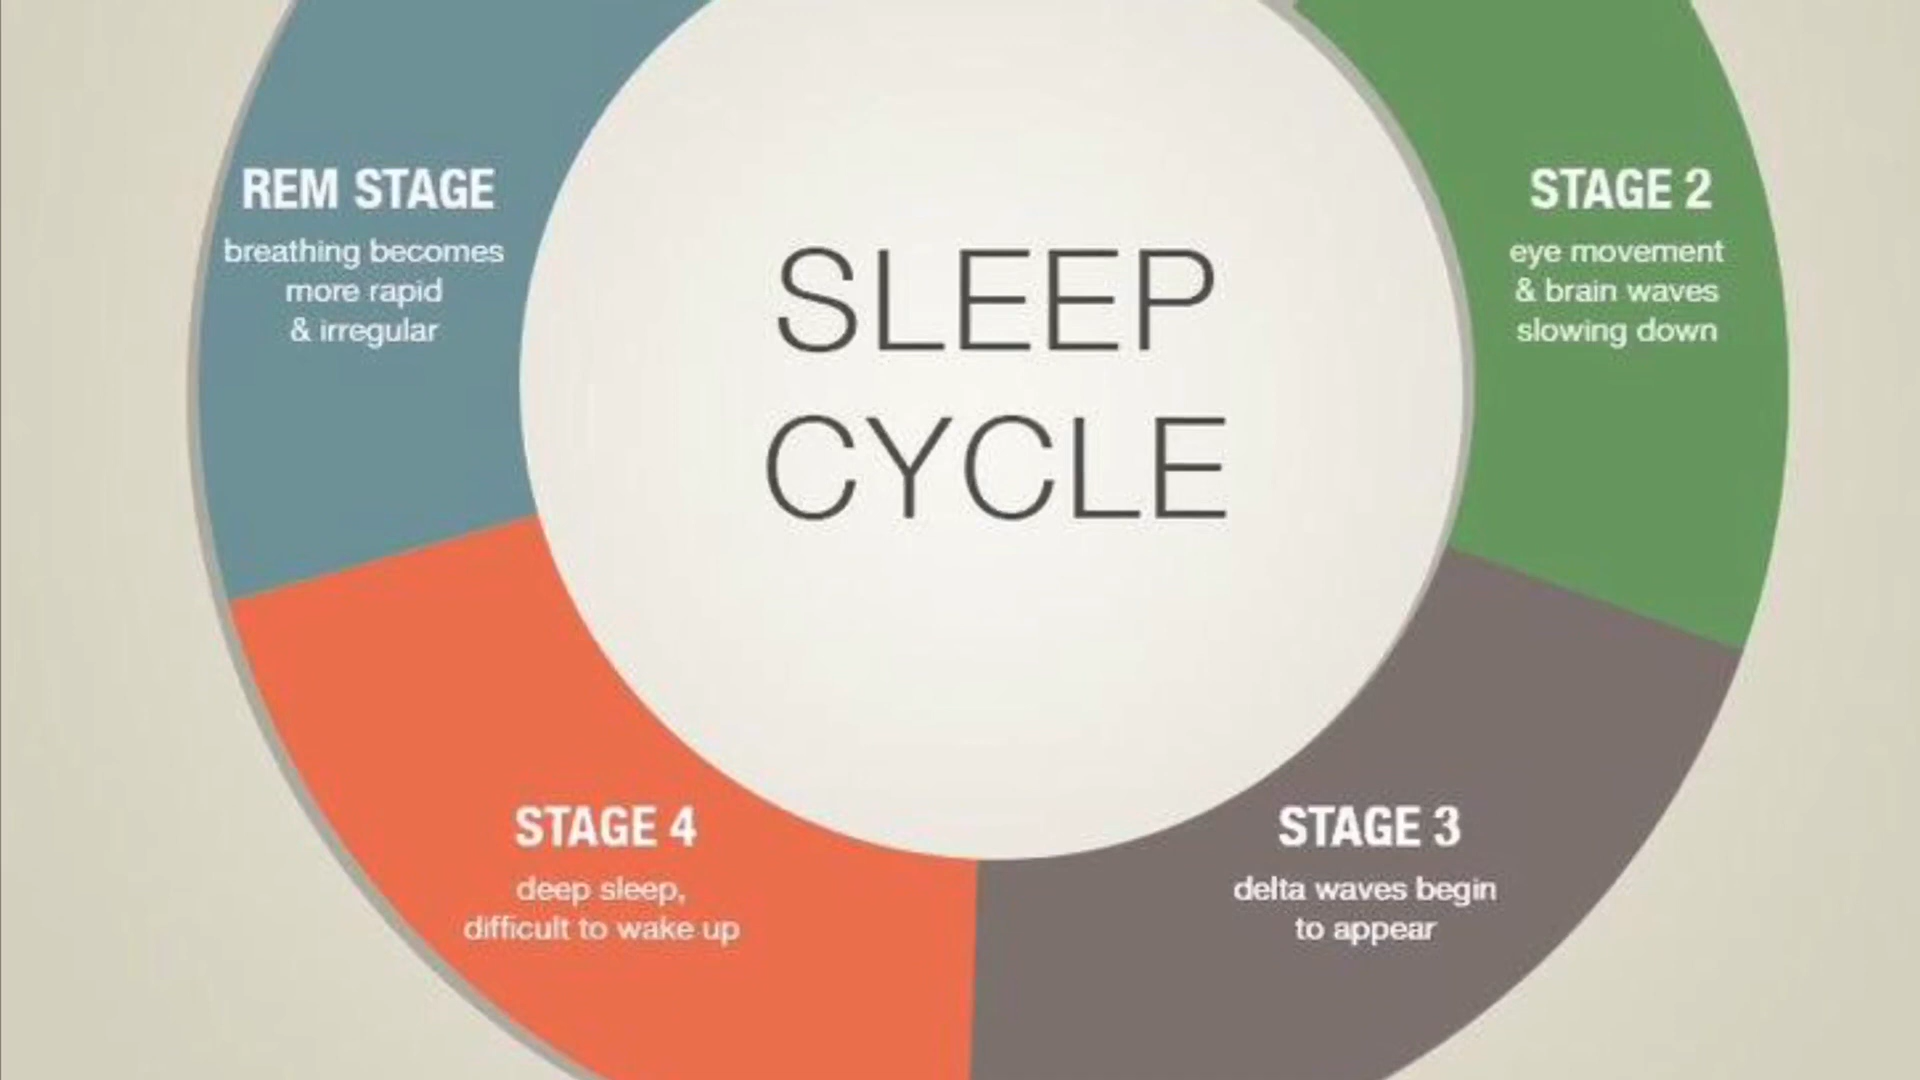 SLEEP
CYCLE
REM STAGE
breathing becomes
more rapid
& irregular
STAGE 2
eye movement
& brain waves
slowing down
STAGE 4
deep sleep,
difficult to wake up
STAGE 3
delta waves begin
to appear